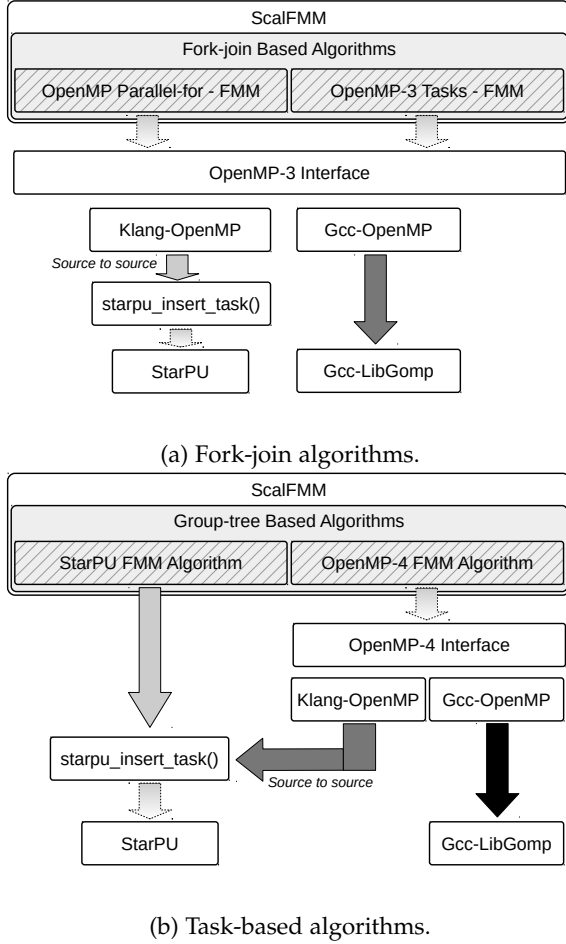 ScalFMM
Fork-join Based Algorithms
OpenMP Parallel-for - FMM
OpenMP-3 Tasks - FMM
OpenMP-3 Interface
Klang-OpenMP
Gcc-OpenMP
Source to source
starpu_insert_task()
StarPU
Gcc-LibGomp
(a) Fork-join algorithms.
ScalFMM
Group-tree Based Algorithms
StarPU FMM Algorithm
OpenMP-4 FMM Algorithm
OpenMP-4 Interface
Klang-OpenMP
Gcc-OpenMP
starpu_insert_task()
Source to source
StarPU
Gcc-LibGomp
(b) Task-based algorithms.